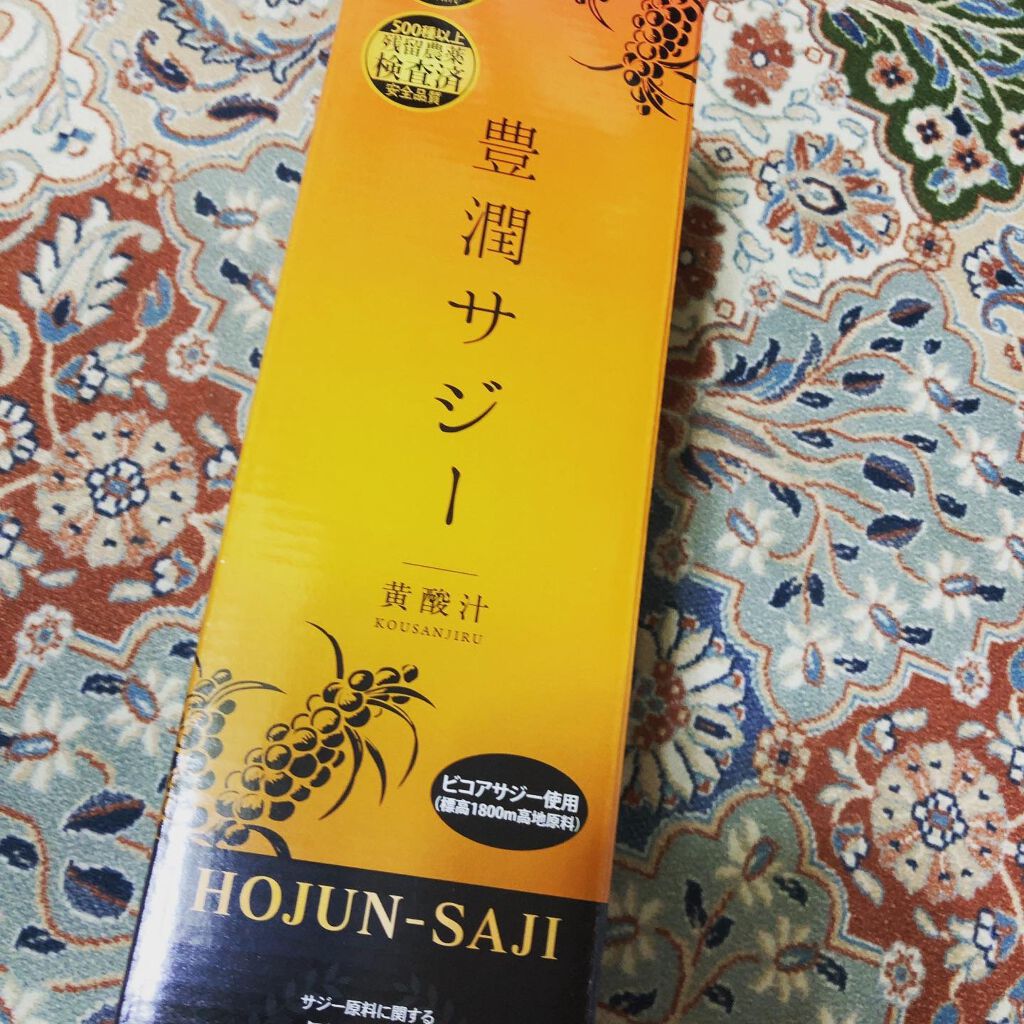 500種以上
残留農薬
検査済
安全品質
豊潤サジー
黄酸汁
KOUSANJIRU
ビコアサジー使用
(標高1800m高地原料)
HOJUN-SAJI
サジー原料に関する